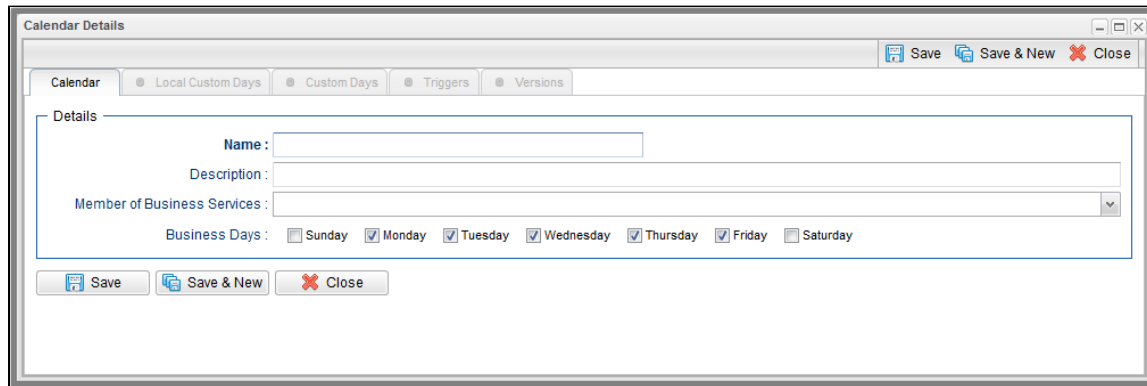 Calendar Details
Save Save & New Close
Calendar Local Custom Days Custom Days Triggers Versions
Details
Name :
Description :
Member of Business Services :
Business Days : Sunday Monday Tuesday Wednesday Thursday Friday Saturday
Save Save & New Close